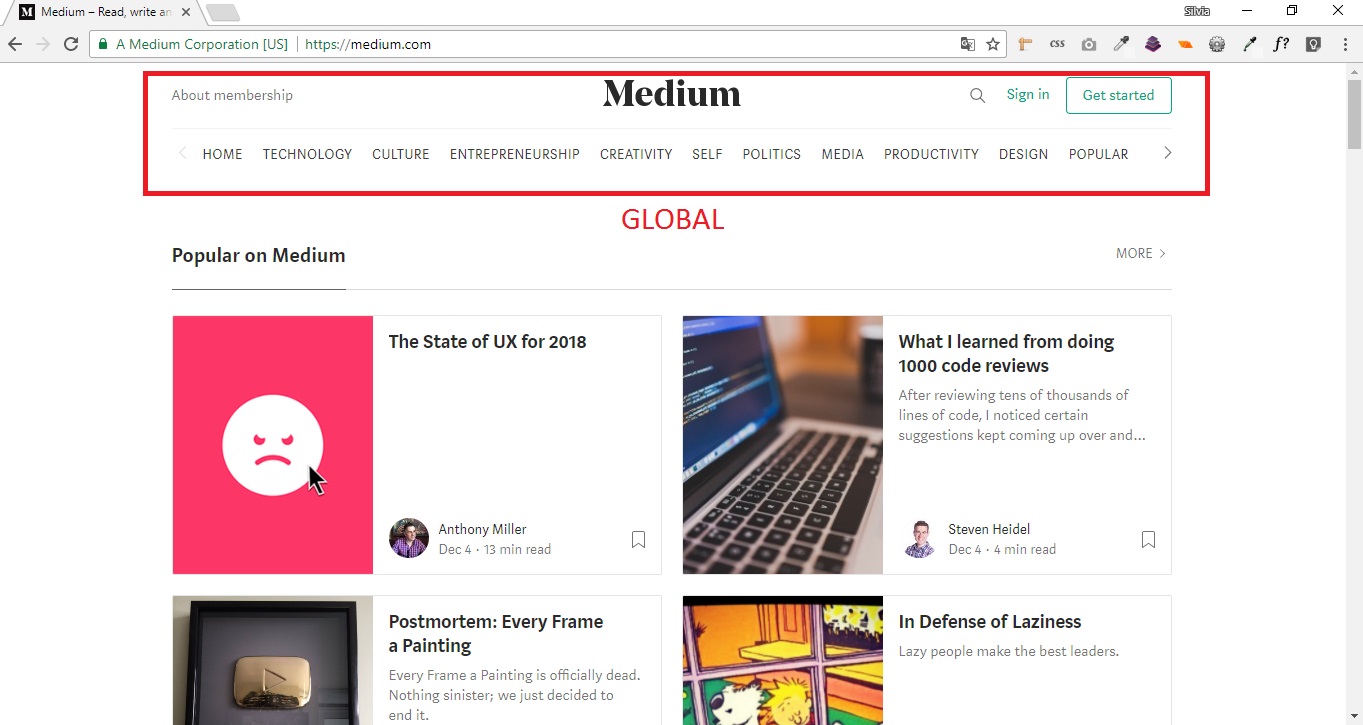 Medium – Read, write an
Silvia
A Medium Corporation [US] https://medium.com
CSS
f?
About membership
Medium
Sign in
Get started
HOME TECHNOLOGY CULTURE ENTREPRENEURSHIP CREATIVITY SELF POLITICS MEDIA PRODUCTIVITY DESIGN POPULAR
GLOBAL
Popular on Medium
MORE
The State of UX for 2018
Anthony Miller
Dec 4 · 13 min read
What I learned from doing
1000 code reviews
After reviewing tens of thousands of
lines of code, I noticed certain
suggestions kept coming up over and...
Steven Heidel
Dec 4 · 4 min read
Postmortem: Every Frame
a Painting
Every Frame a Painting is officially dead.
Nothing sinister; we just decided to
end it.
In Defense of Laziness
Lazy people make the best leaders.